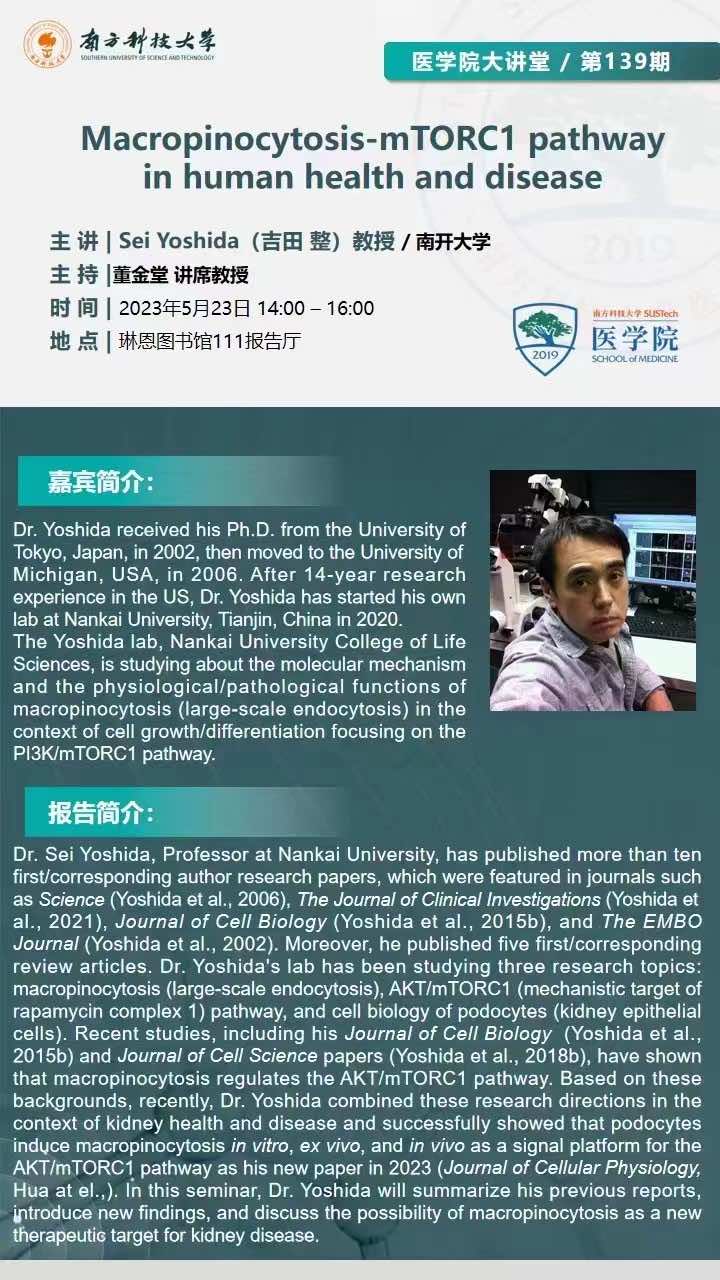 南方科技大学
SOUTHERN UNIVERSITY OF SCIENCE AND TECHNOLOGY
医学院大讲堂 / 第139期
Macropinocytosis-mTORC1 pathway
in human health and disease
主 讲 | Sei Yoshida（吉田 整）教授 / 南开大学
主 持 |董金堂 讲席教授
时 间 | 2023年5月23日 14:00 – 16:00
地 点 | 琳恩图书馆111报告厅
2019
南方科技大学 SUSTech
医学院
SCHOOL of MEDICINE
2019
嘉宾简介：
Dr. Yoshida received his Ph.D. from the University of
Tokyo, Japan, in 2002, then moved to the University of
Michigan, USA, in 2006. After 14-year research
experience in the US, Dr. Yoshida has started his own
lab at Nankai University, Tianjin, China in 2020.
The Yoshida lab, Nankai University College of Life
Sciences, is studying about the molecular mechanism
and the physiological/pathological functions of
macropinocytosis (large-scale endocytosis) in the
context of cell growth/differentiation focusing on the
PI3K/mTORC1 pathway.
报告简介：
Dr. Sei Yoshida, Professor at Nankai University, has published more than ten
first/corresponding author research papers, which were featured in journals such
as Science (Yoshida et al., 2006), The Journal of Clinical Investigations (Yoshida et
al., 2021), Journal of Cell Biology (Yoshida et al., 2015b), and The EMBO
Journal (Yoshida et al., 2002). Moreover, he published five first/corresponding
review articles. Dr. Yoshida's lab has been studying three research topics:
macropinocytosis (large-scale endocytosis), AKT/mTORC1 (mechanistic target of
rapamycin complex 1) pathway, and cell biology of podocytes (kidney epithelial
cells). Recent studies, including his Journal of Cell Biology (Yoshida et al.,
2015b) and Journal of Cell Science papers (Yoshida et al., 2018b), have shown
that macropinocytosis regulates the AKT/mTORC1 pathway. Based on these
backgrounds, recently, Dr. Yoshida combined these research directions in the
context of kidney health and disease and successfully showed that podocytes
induce macropinocytosis in vitro, ex vivo, and in vivo as a signal platform for the
AKT/mTORC1 pathway as his new paper in 2023 (Journal of Cellular Physiology,
Hua at el.,). In this seminar, Dr. Yoshida will summarize his previous reports,
introduce new findings, and discuss the possibility of macropinocytosis as a new
therapeutic target for kidney disease.